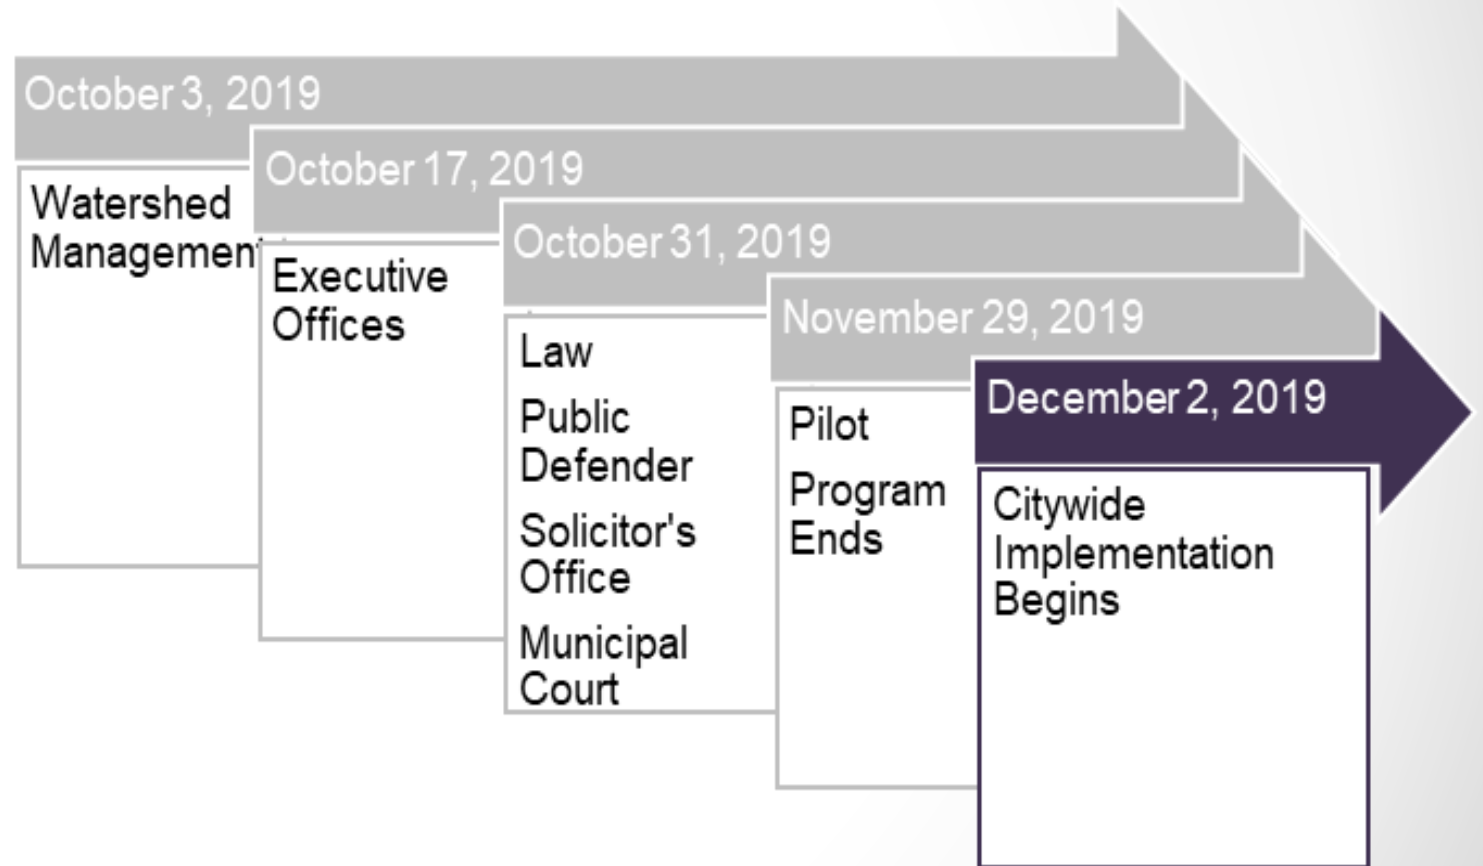 October 3, 2019
Watershed
Management
October 17, 2019
Executive
Offices
October 31, 2019
Law
Public
Defender
Solicitor's
Office
Municipal
Court
November 29, 2019
Pilot
Program
Ends
December 2, 2019
Citywide
Implementation
Begins